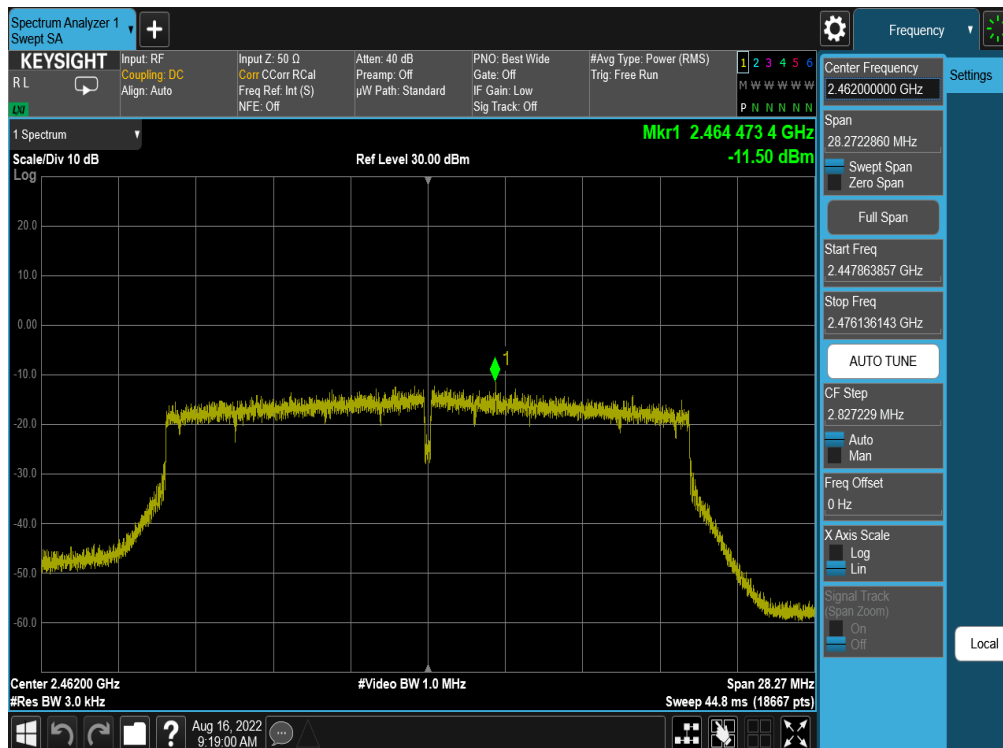 Spectrum Analyzer 1
Swept SA
+
Frequency
KEYSIGHT
R L
LXI
Input: RF
Coupling: DC
Align: Auto
Input Z: 50 Ω
Corr CCorr RCal
Freq Ref: Int (S)
NFE: Off
Atten: 40 dB
Preamp: Off
µW Path: Standard
PNO: Best Wide
Gate: Off
IF Gain: Low
Sig Track: Off
#Avg Type: Power (RMS)
Trig: Free Run
1 2 3 4 5 6
M W W W W W
P N N N N N
1 Spectrum
Scale/Div 10 dB
Log
Ref Level 30.00 dBm
Mkr1 2.464 473 4 GHz
-11.50 dBm
20.0
10.0
0.00
-10.0
-20.0
-30.0
-40.0
-50.0
-60.0
1
Center 2.46200 GHz
#Res BW 3.0 kHz
#Video BW 1.0 MHz
Span 28.27 MHz
Sweep 44.8 ms (18667 pts)
Center Frequency
2.462000000 GHz
Settings
Span
28.2722860 MHz
Swept Span
Zero Span
Full Span
Start Freq
2.447863857 GHz
Stop Freq
2.476136143 GHz
AUTO TUNE
CF Step
2.827229 MHz
Auto
Man
Freq Offset
0 Hz
X Axis Scale
Log
Lin
Signal Track
(Span Zoom)
On
Off
Local
?
Aug 16, 2022
9:19:00 AM